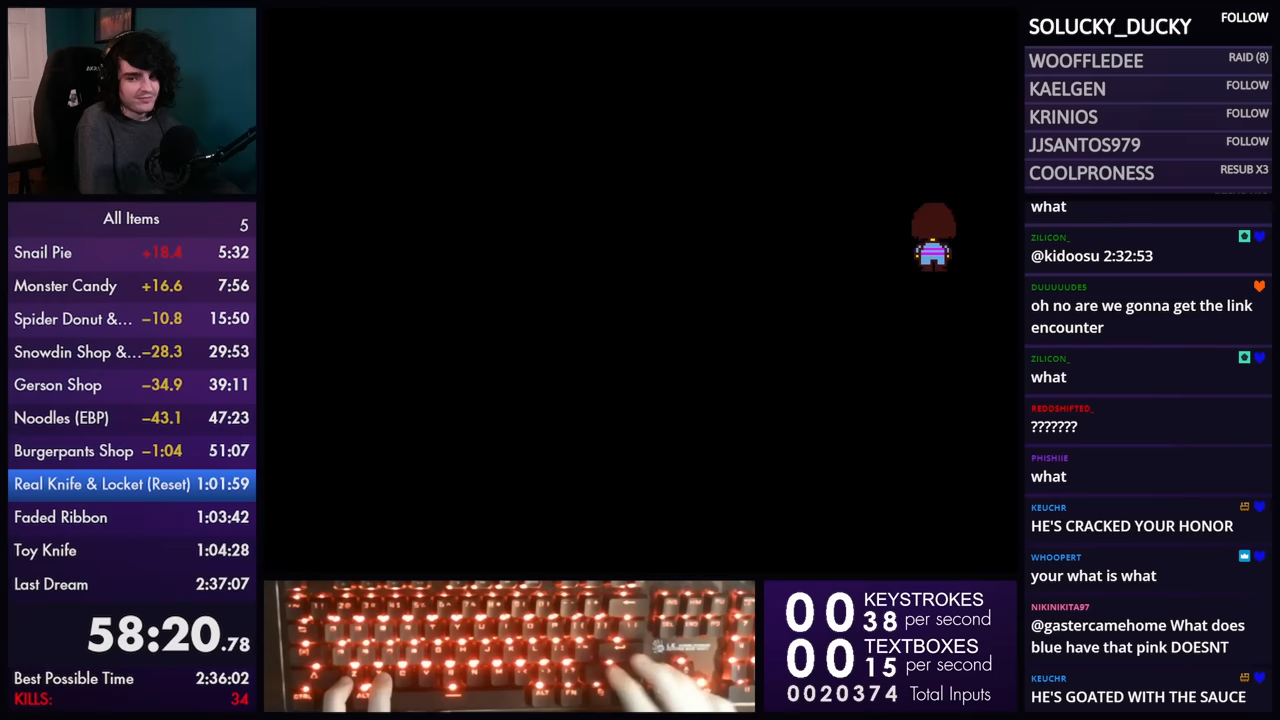 All Items
5
Snail Pie +18.4 5:32
Monster Candy +16.6 7:56
Spider Donut &... −10.8 15:50
Snowdin Shop &... −28.3 29:53
Gerson Shop −34.9 39:11
Noodles (EBP) −43.1 47:23
Burgerpants Shop −1:04 51:07
Real Knife & Locket (Reset) 1:01:59
Faded Ribbon 1:03:42
Toy Knife 1:04:28
Last Dream 2:37:07
58:20.78
Best Possible Time 2:36:02
KILLS: 34
00 KEYSTROKES
38 per second
00 TEXTBOXES
15 per second
0020374 Total Inputs
SOLUCKY_DUCKY FOLLOW
WOOFFLEDEE RAID (8)
KAELGEN FOLLOW
KRINIOS FOLLOW
JJSANTOS979 FOLLOW
COOLPRONESS RESUB X3
what
ZILICON_
@kidoosu 2:32:53
DUUUUUDES
oh no are we gonna get the link
encounter
ZILICON_
what
REDDSHIFTED_
???????
PHISHIIE
what
KEUCHR
HE'S CRACKED YOUR HONOR
WHOOPERT
your what is what
NIKINIKITA97
@gastercamehome What does
blue have that pink DOESNT
KEUCHR
HE'S GOATED WITH THE SAUCE